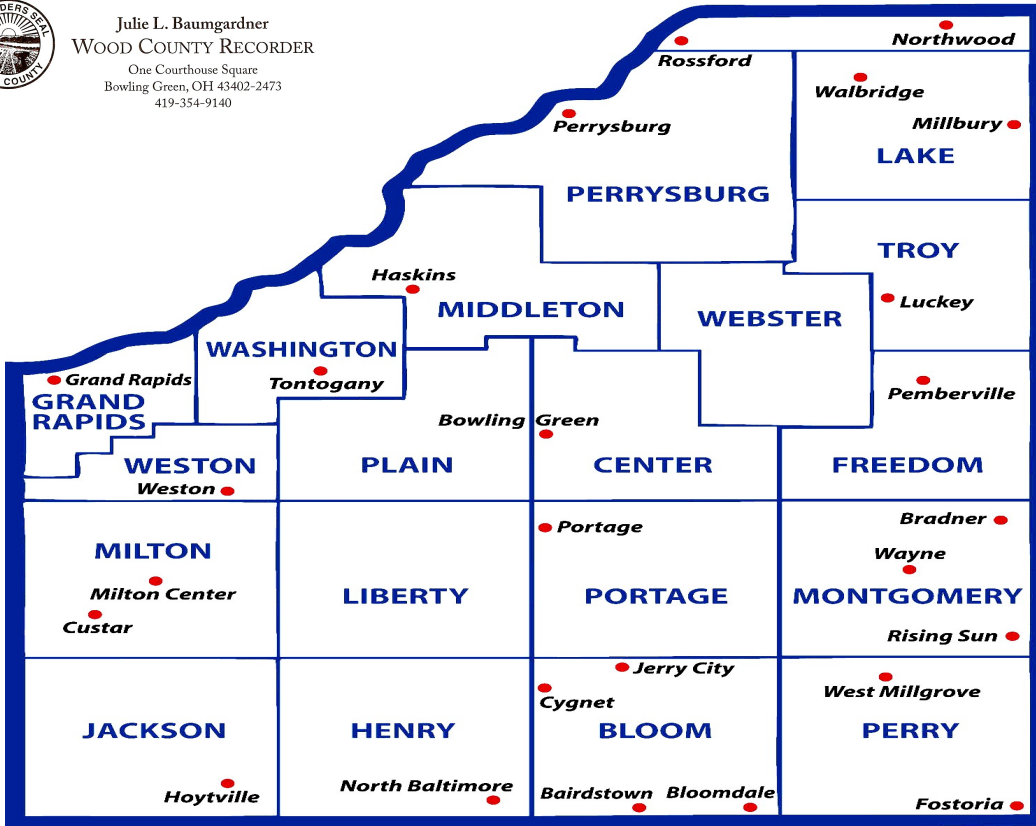 DERS SEAL
COUNTY
Julie L. Baumgardner
WOOD COUNTY RECORDER
One Courthouse Square
Bowling Green, OH 43402-2473
419-354-9140
Northwood
Rossford
Walbridge
Millbury
Perrysburg
LAKE
PERRYSBURG
TROY
Haskins
Luckey
MIDDLETON
WEBSTER
WASHINGTON
Grand Rapids
Tontogany
Pemberville
GRAND
RAPIDS
Bowling Green
WESTON
PLAIN
CENTER
FREEDOM
Weston
Bradner
Portage
MILTON
Wayne
Milton Center
LIBERTY
PORTAGE
MONTGOMERY
Custar
Rising Sun
Jerry City
West Millgrove
Cygnet
JACKSON
HENRY
BLOOM
PERRY
North Baltimore
Hoytville
Bairdstown
Bloomdale
Fostoria